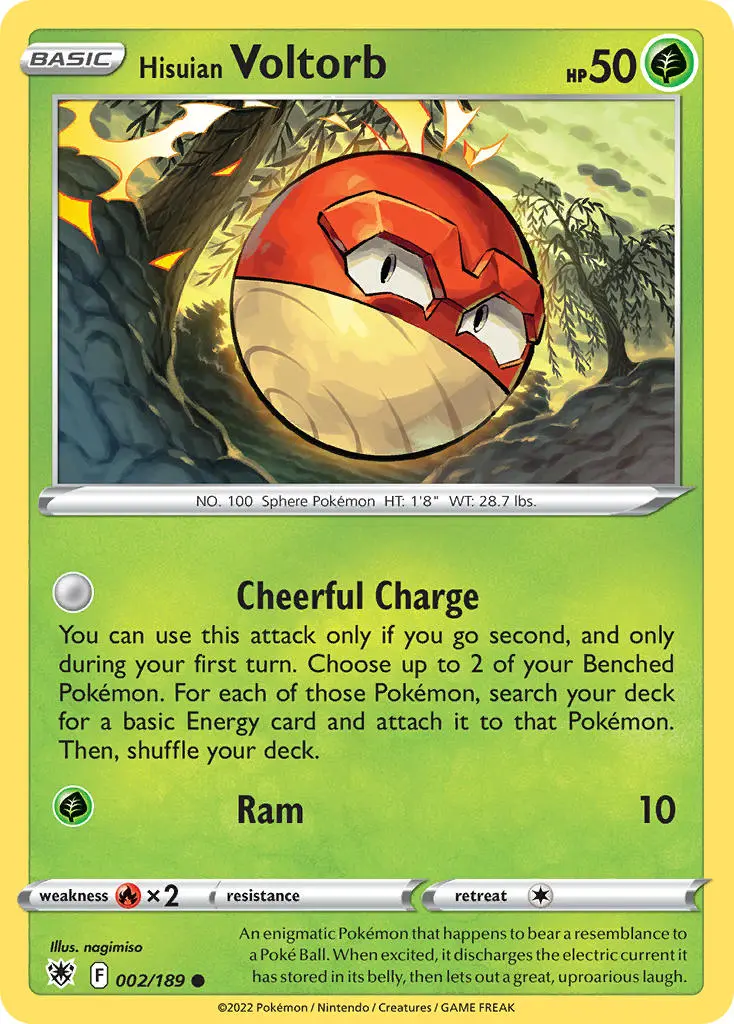 BASIC Hisuian Voltorb HP50
NO. 100 Sphere Pokémon HT: 1'8" WT: 28.7 lbs.
Cheerful Charge
You can use this attack only if you go second, and only
during your first turn. Choose up to 2 of your Benched
Pokémon. For each of those Pokémon, search your deck
for a basic Energy card and attach it to that Pokémon.
Then, shuffle your deck.
Ram 10
weakness ×2 resistance retreat
Illus. nagimiso
An enigmatic Pokémon that happens to bear a resemblance to
a Poké Ball. When excited, it discharges the electric current it
has stored in its belly, then lets out a great, uproarious laugh.
F 002/189
©2022 Pokémon / Nintendo / Creatures / GAME FREAK